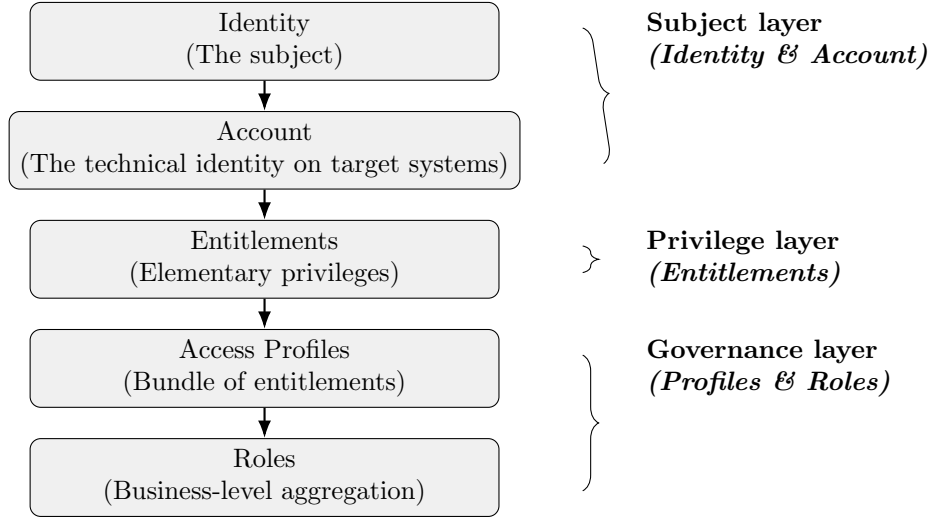 Identity
(The subject)
Account
(The technical identity on target systems)
Entitlements
(Elementary privileges)
Access Profiles
(Bundle of entitlements)
Roles
(Business-level aggregation)
Subject layer
(Identity & Account)
Privilege layer
(Entitlements)
Governance layer
(Profiles & Roles)